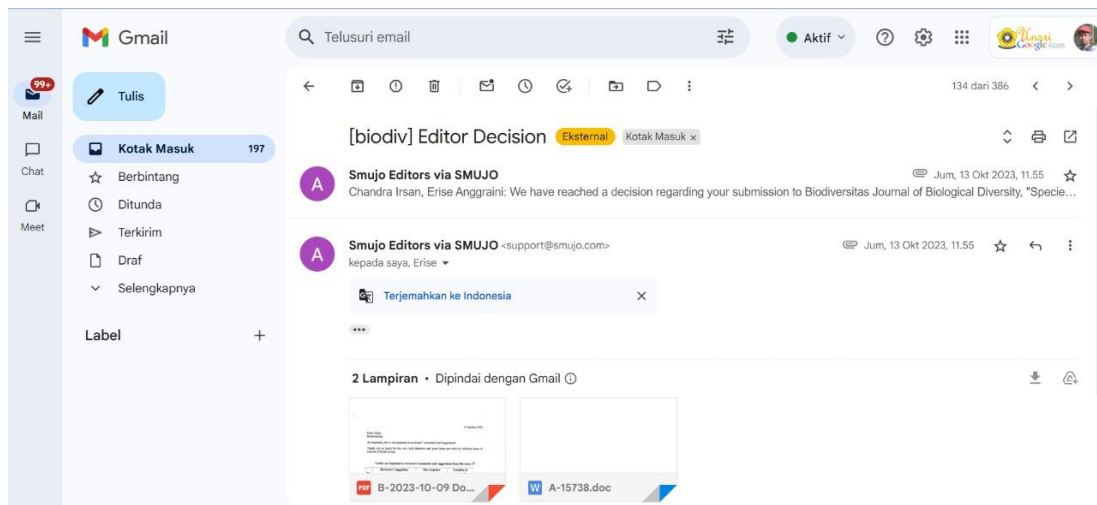 Gmail
Telusuri email
Aktif
Unsri
Google Apps
99+
Mail
Chat
Meet
Tulis
Kotak Masuk 197
Berbintang
Ditunda
Terkirim
Draf
Selengkapnya
Label
134 dari 386
[biodiv] Editor Decision Eksternal Kotak Masuk x
A
Smujo Editors via SMUJO Jum, 13 Okt 2023, 11.55
Chandra Irsan, Erise Anggraini: We have reached a decision regarding your submission to Biodiversitas Journal of Biological Diversity, "Specie…
A
Smujo Editors via SMUJO <support@smujo.com> Jum, 13 Okt 2023, 11.55
kepada saya, Erise
Terjemahkan ke Indonesia
2 Lampiran • Dipindai dengan Gmail
PDF B-2023-10-09 Do...
W A-15738.doc